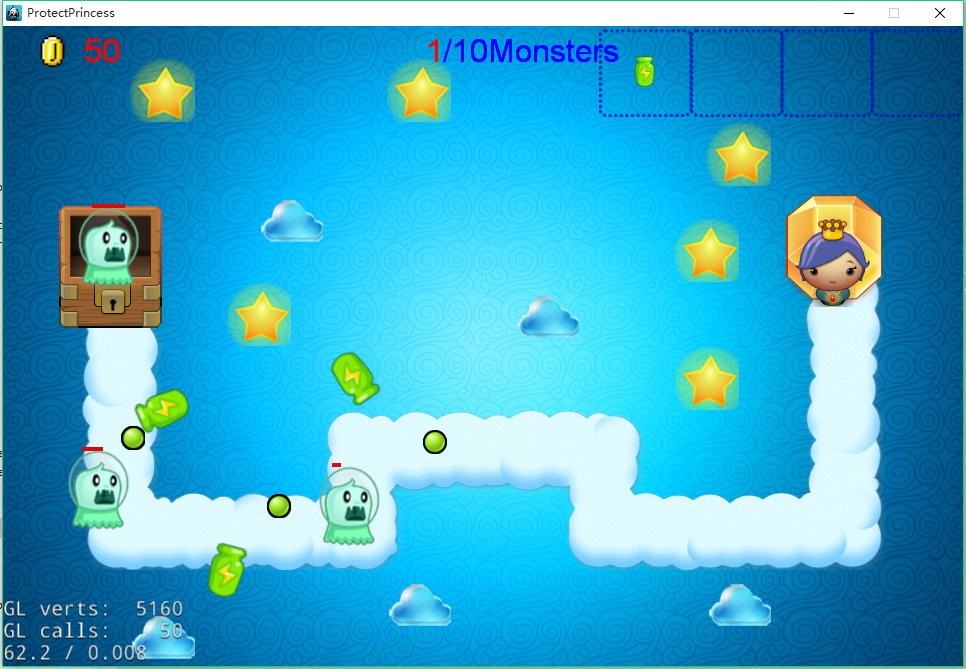 ProtectPrincess
50
1/10Monsters
GL verts: 5160
GL calls: 50
62.2 / 0.008